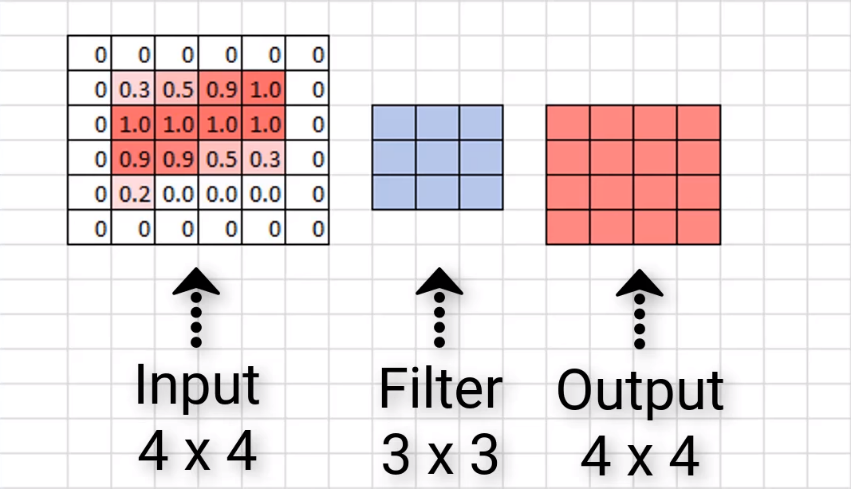 0 0 0 0 0 0
0 0.3 0.5 0.9 1.0 0
0 1.0 1.0 1.0 1.0 0
0 0.9 0.9 0.5 0.3 0
0 0.2 0.0 0.0 0.0 0
0 0 0 0 0 0
Input
4 x 4
Filter
3 x 3
Output
4 x 4